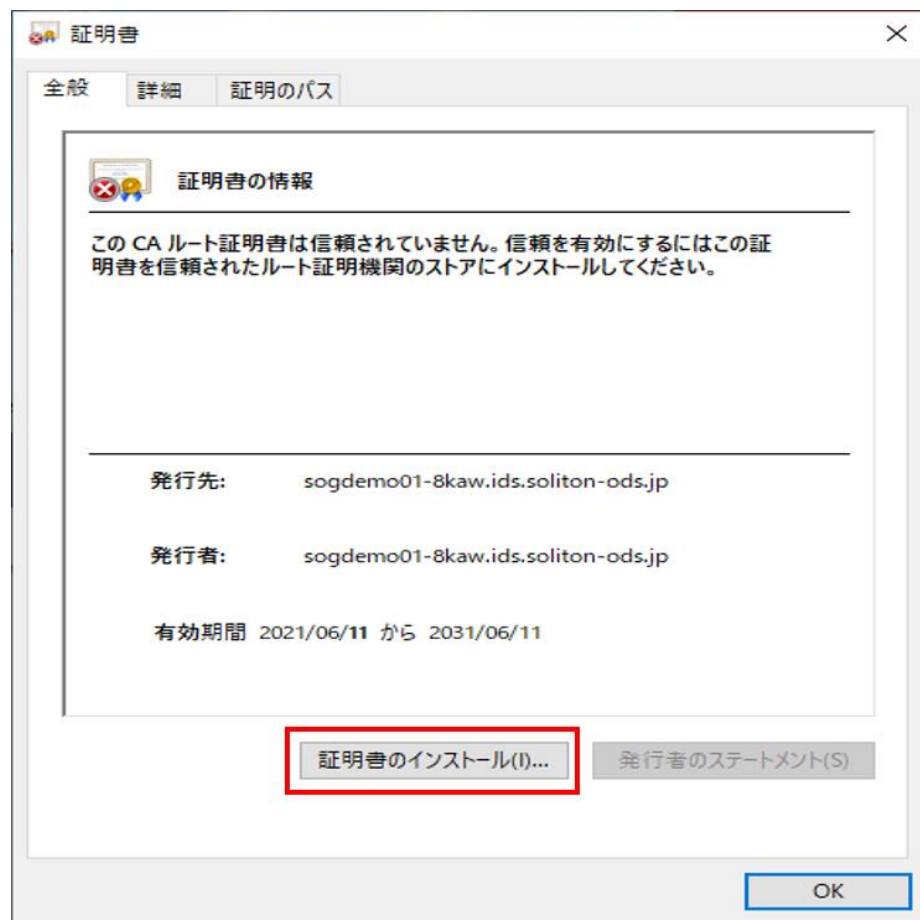 証明書
全般 詳細 証明のパス
証明書の情報
この CA ルート証明書は信頼されていません。信頼を有効にするにはこの証
明書を信頼されたルート証明機関のストアにインストールしてください。
発行先: sogdemo01-8kaw.ids.soliton-ods.jp
発行者: sogdemo01-8kaw.ids.soliton-ods.jp
有効期間 2021/06/11 から 2031/06/11
証明書のインストール(I)... 発行者のステートメント(S)
OK